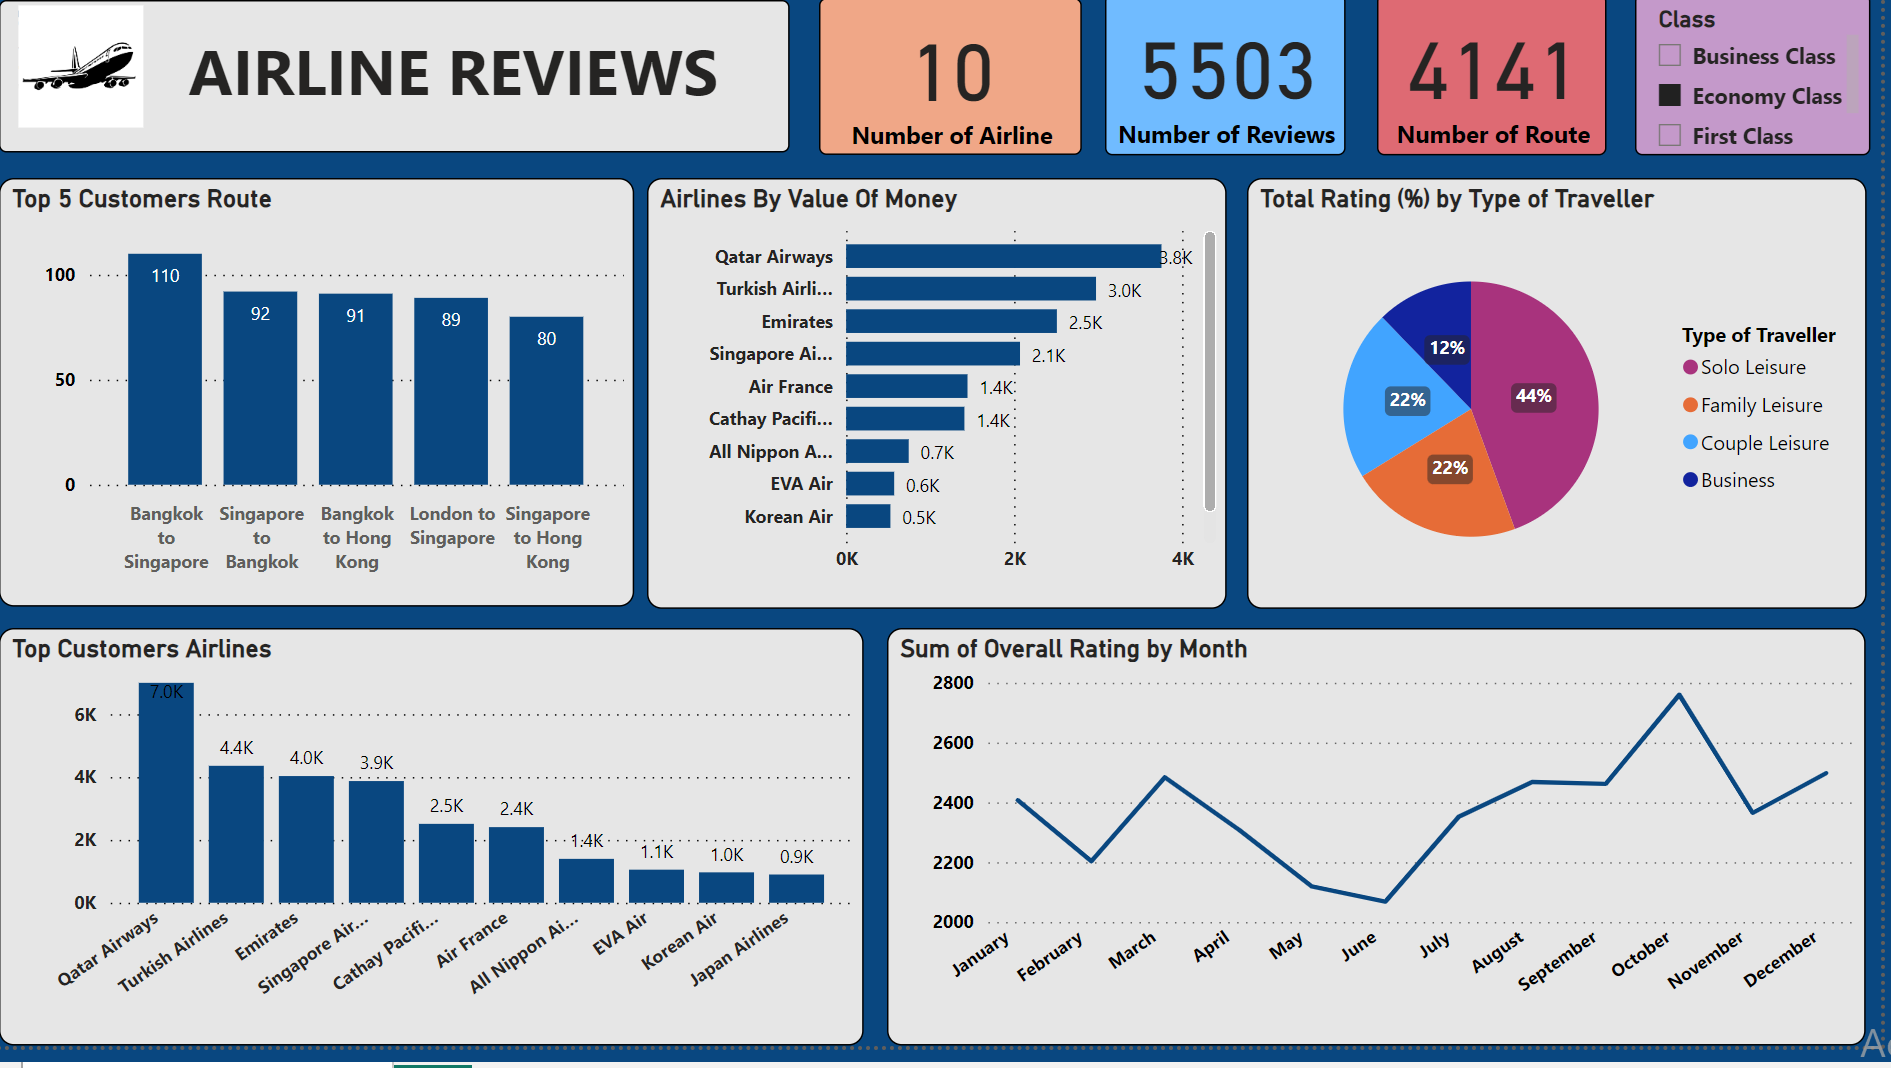 AIRLINE REVIEWS
10
Number of Airline
5503
Number of Reviews
4141
Number of Route
Class
Business Class
Economy Class
First Class
Top 5 Customers Route
100
50
0
110
92
91
89
80
Bangkok
to
Singapore
Singapore
to
Bangkok
Bangkok
to Hong
Kong
London to
Singapore
Singapore
to Hong
Kong
Airlines By Value Of Money
Qatar Airways
3.8K
Turkish Airli...
3.0K
Emirates
2.5K
Singapore Ai...
2.1K
Air France
1.4K
Cathay Pacifi...
1.4K
All Nippon A...
0.7K
EVA Air
0.6K
Korean Air
0.5K
0K
2K
4K
Total Rating (%) by Type of Traveller
12%
44%
22%
22%
Type of Traveller
Solo Leisure
Family Leisure
Couple Leisure
Business
Top Customers Airlines
6K
4K
2K
0K
7.0K
4.4K
4.0K
3.9K
2.5K
2.4K
1.4K
1.1K
1.0K
0.9K
Qatar Airways
Turkish Airlines
Emirates
Singapore Air...
Cathay Pacifi...
Air France
All Nippon Ai...
EVA Air
Korean Air
Japan Airlines
Sum of Overall Rating by Month
2800
2600
2400
2200
2000
January
February
March
April
May
June
July
August
September
October
November
December